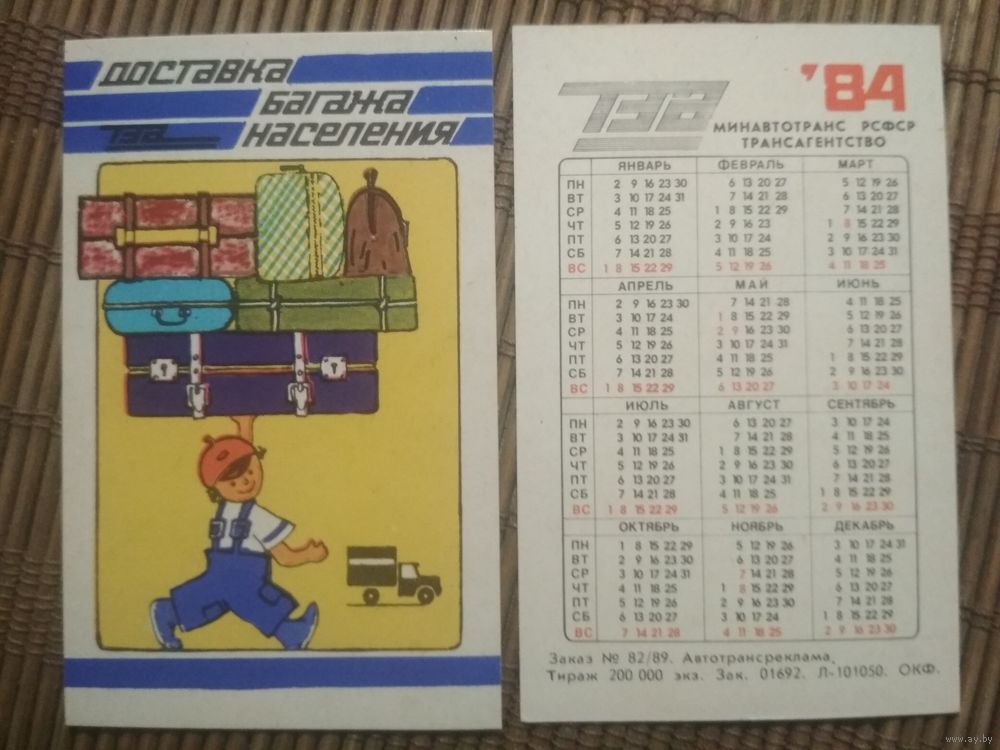 ДОСТАВКА
БАГАЖА
ТЭА НАСЕЛЕНИЯ
ТЭА '84
МИНАВТОТРАНС РСФСР
ТРАНСАГЕНТСТВО
ЯНВАРЬ ФЕВРАЛЬ МАРТ
ПН 2 9 16 23 30 6 13 20 27 5 12 19 26
ВТ 3 10 17 24 31 7 14 21 28 6 13 20 27
СР 4 11 18 25 1 8 15 22 29 7 14 21 28
ЧТ 5 12 19 26 2 9 16 23 1 8 15 22 29
ПТ 6 13 20 27 3 10 17 24 2 9 16 23 30
СБ 7 14 21 28 4 11 18 25 3 10 17 24 31
ВС 1 8 15 22 29 5 12 19 26 4 11 18 25
АПРЕЛЬ МАЙ ИЮНЬ
ПН 2 9 16 23 30 7 14 21 28 4 11 18 25
ВТ 3 10 17 24 1 8 15 22 29 5 12 19 26
СР 4 11 18 25 2 9 16 23 30 6 13 20 27
ЧТ 5 12 19 26 3 10 17 24 31 7 14 21 28
ПТ 6 13 20 27 4 11 18 25 1 8 15 22 29
СБ 7 14 21 28 5 12 19 26 2 9 16 23 30
ВС 1 8 15 22 29 6 13 20 27 3 10 17 24
ИЮЛЬ АВГУСТ СЕНТЯБРЬ
ПН 2 9 16 23 30 6 13 20 27 3 10 17 24
ВТ 3 10 17 24 31 7 14 21 28 4 11 18 25
СР 4 11 18 25 1 8 15 22 29 5 12 19 26
ЧТ 5 12 19 26 2 9 16 23 30 6 13 20 27
ПТ 6 13 20 27 3 10 17 24 31 7 14 21 28
СБ 7 14 21 28 4 11 18 25 1 8 15 22 29
ВС 1 8 15 22 29 5 12 19 26 2 9 16 23 30
ОКТЯБРЬ НОЯБРЬ ДЕКАБРЬ
ПН 1 8 15 22 29 5 12 19 26 3 10 17 24 31
ВТ 2 9 16 23 30 6 13 20 27 4 11 18 25
СР 3 10 17 24 31 7 14 21 28 5 12 19 26
ЧТ 4 11 18 25 1 8 15 22 29 6 13 20 27
ПТ 5 12 19 26 2 9 16 23 30 7 14 21 28
СБ 6 13 20 27 3 10 17 24 1 8 15 22 29
ВС 7 14 21 28 4 11 18 25 2 9 16 23 30
Заказ № 82/89. Автотрансреклама.
Тираж 200 000 экз. Зак. 01692. Л-101050. ОКФ.
www.ay.by